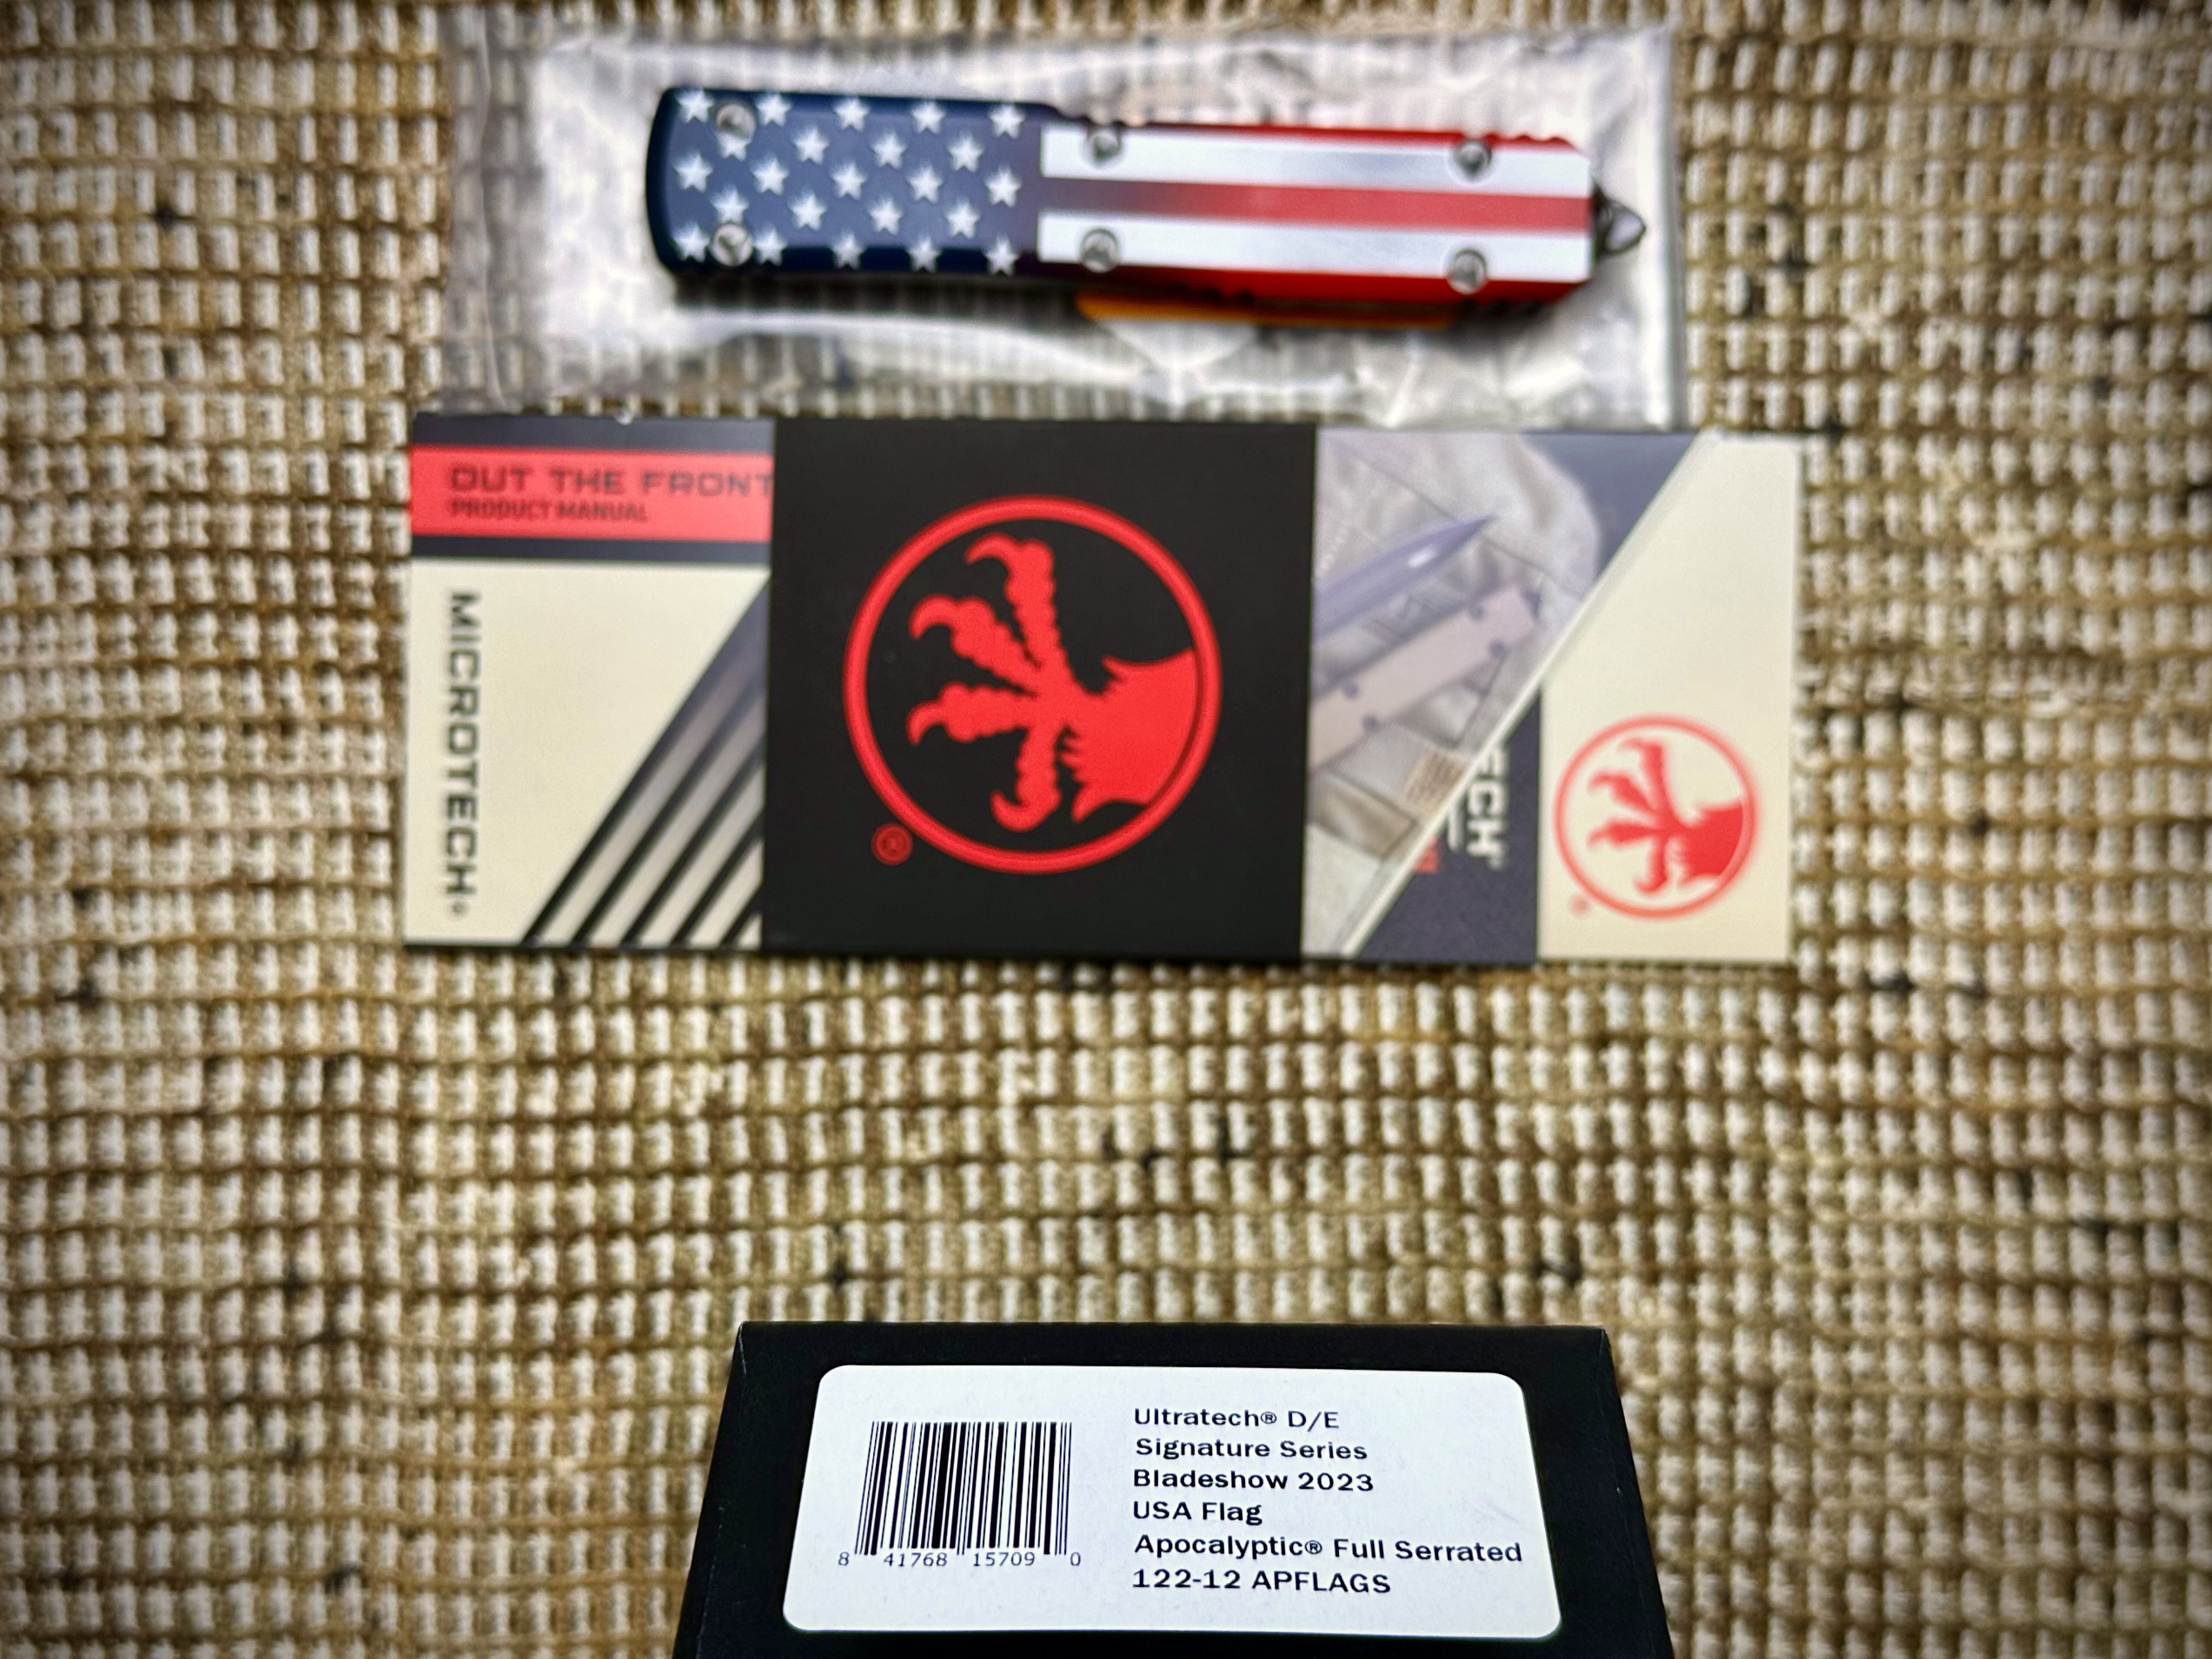 OUT THE FRONT
PRODUCT MANUAL
MICROTECH®
®
ECH
8 41768 15709 0
Ultratech® D/E
Signature Series
Bladeshow 2023
USA Flag
Apocalyptic® Full Serrated
122-12 APFLAGS